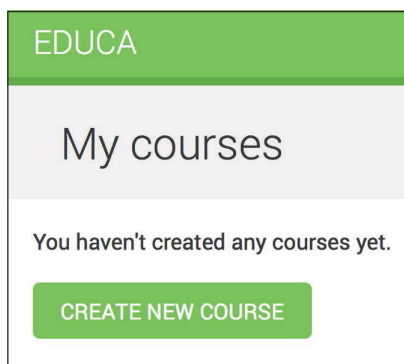 EDUCA
My courses
You haven't created any courses yet.
CREATE NEW COURSE